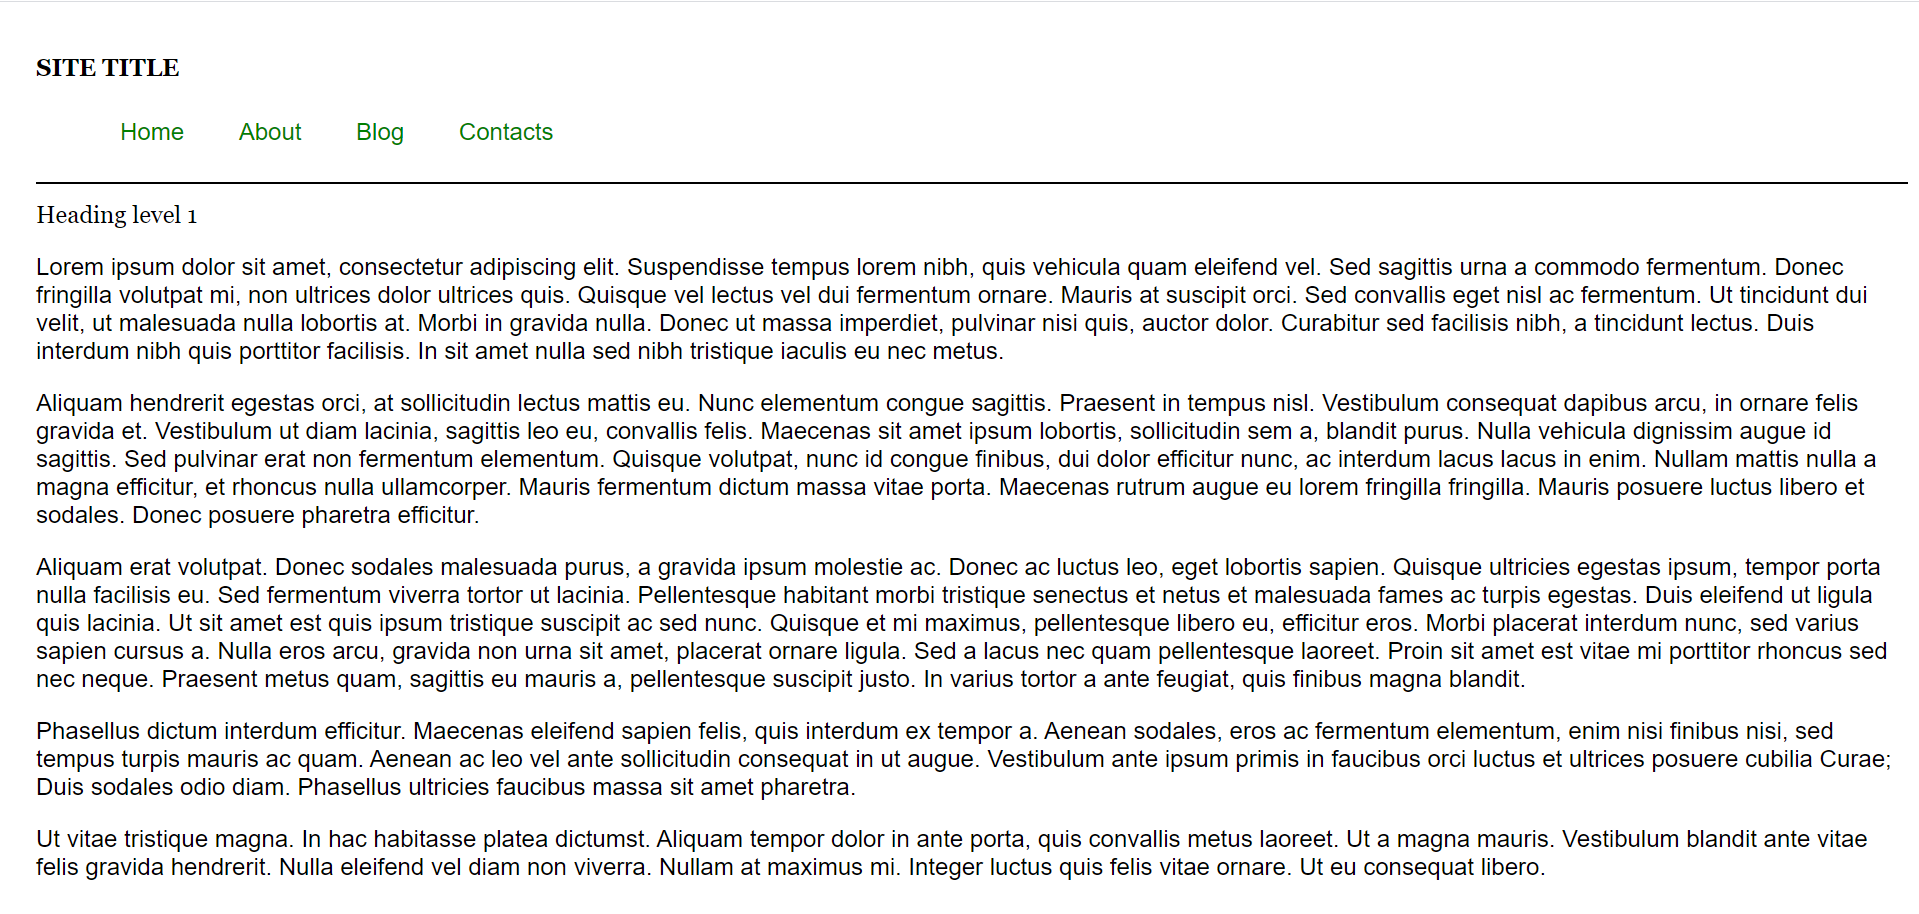 SITE TITLE
Home About Blog Contacts
Heading level 1
Lorem ipsum dolor sit amet, consectetur adipiscing elit. Suspendisse tempus lorem nibh, quis vehicula quam eleifend vel. Sed sagittis urna a commodo fermentum. Donec
fringilla volutpat mi, non ultrices dolor ultrices quis. Quisque vel lectus vel dui fermentum ornare. Mauris at suscipit orci. Sed convallis eget nisl ac fermentum. Ut tincidunt dui
velit, ut malesuada nulla lobortis at. Morbi in gravida nulla. Donec ut massa imperdiet, pulvinar nisi quis, auctor dolor. Curabitur sed facilisis nibh, a tincidunt lectus. Duis
interdum nibh quis porttitor facilisis. In sit amet nulla sed nibh tristique iaculis eu nec metus.
Aliquam hendrerit egestas orci, at sollicitudin lectus mattis eu. Nunc elementum congue sagittis. Praesent in tempus nisl. Vestibulum consequat dapibus arcu, in ornare felis
gravida et. Vestibulum ut diam lacinia, sagittis leo eu, convallis felis. Maecenas sit amet ipsum lobortis, sollicitudin sem a, blandit purus. Nulla vehicula dignissim augue id
sagittis. Sed pulvinar erat non fermentum elementum. Quisque volutpat, nunc id congue finibus, dui dolor efficitur nunc, ac interdum lacus lacus in enim. Nullam mattis nulla a
magna efficitur, et rhoncus nulla ullamcorper. Mauris fermentum dictum massa vitae porta. Maecenas rutrum augue eu lorem fringilla fringilla. Mauris posuere luctus libero et
sodales. Donec posuere pharetra efficitur.
Aliquam erat volutpat. Donec sodales malesuada purus, a gravida ipsum molestie ac. Donec ac luctus leo, eget lobortis sapien. Quisque ultricies egestas ipsum, tempor porta
nulla facilisis eu. Sed fermentum viverra tortor ut lacinia. Pellentesque habitant morbi tristique senectus et netus et malesuada fames ac turpis egestas. Duis eleifend ut ligula
quis lacinia. Ut sit amet est quis ipsum tristique suscipit ac sed nunc. Quisque et mi maximus, pellentesque libero eu, efficitur eros. Morbi placerat interdum nunc, sed varius
sapien cursus a. Nulla eros arcu, gravida non urna sit amet, placerat ornare ligula. Sed a lacus nec quam pellentesque laoreet. Proin sit amet est vitae mi porttitor rhoncus sed
nec neque. Praesent metus quam, sagittis eu mauris a, pellentesque suscipit justo. In varius tortor a ante feugiat, quis finibus magna blandit.
Phasellus dictum interdum efficitur. Maecenas eleifend sapien felis, quis interdum ex tempor a. Aenean sodales, eros ac fermentum elementum, enim nisi finibus nisi, sed
tempus turpis mauris ac quam. Aenean ac leo vel ante sollicitudin consequat in ut augue. Vestibulum ante ipsum primis in faucibus orci luctus et ultrices posuere cubilia Curae;
Duis sodales odio diam. Phasellus ultricies faucibus massa sit amet pharetra.
Ut vitae tristique magna. In hac habitasse platea dictumst. Aliquam tempor dolor in ante porta, quis convallis metus laoreet. Ut a magna mauris. Vestibulum blandit ante vitae
felis gravida hendrerit. Nulla eleifend vel diam non viverra. Nullam at maximus mi. Integer luctus quis felis vitae ornare. Ut eu consequat libero.